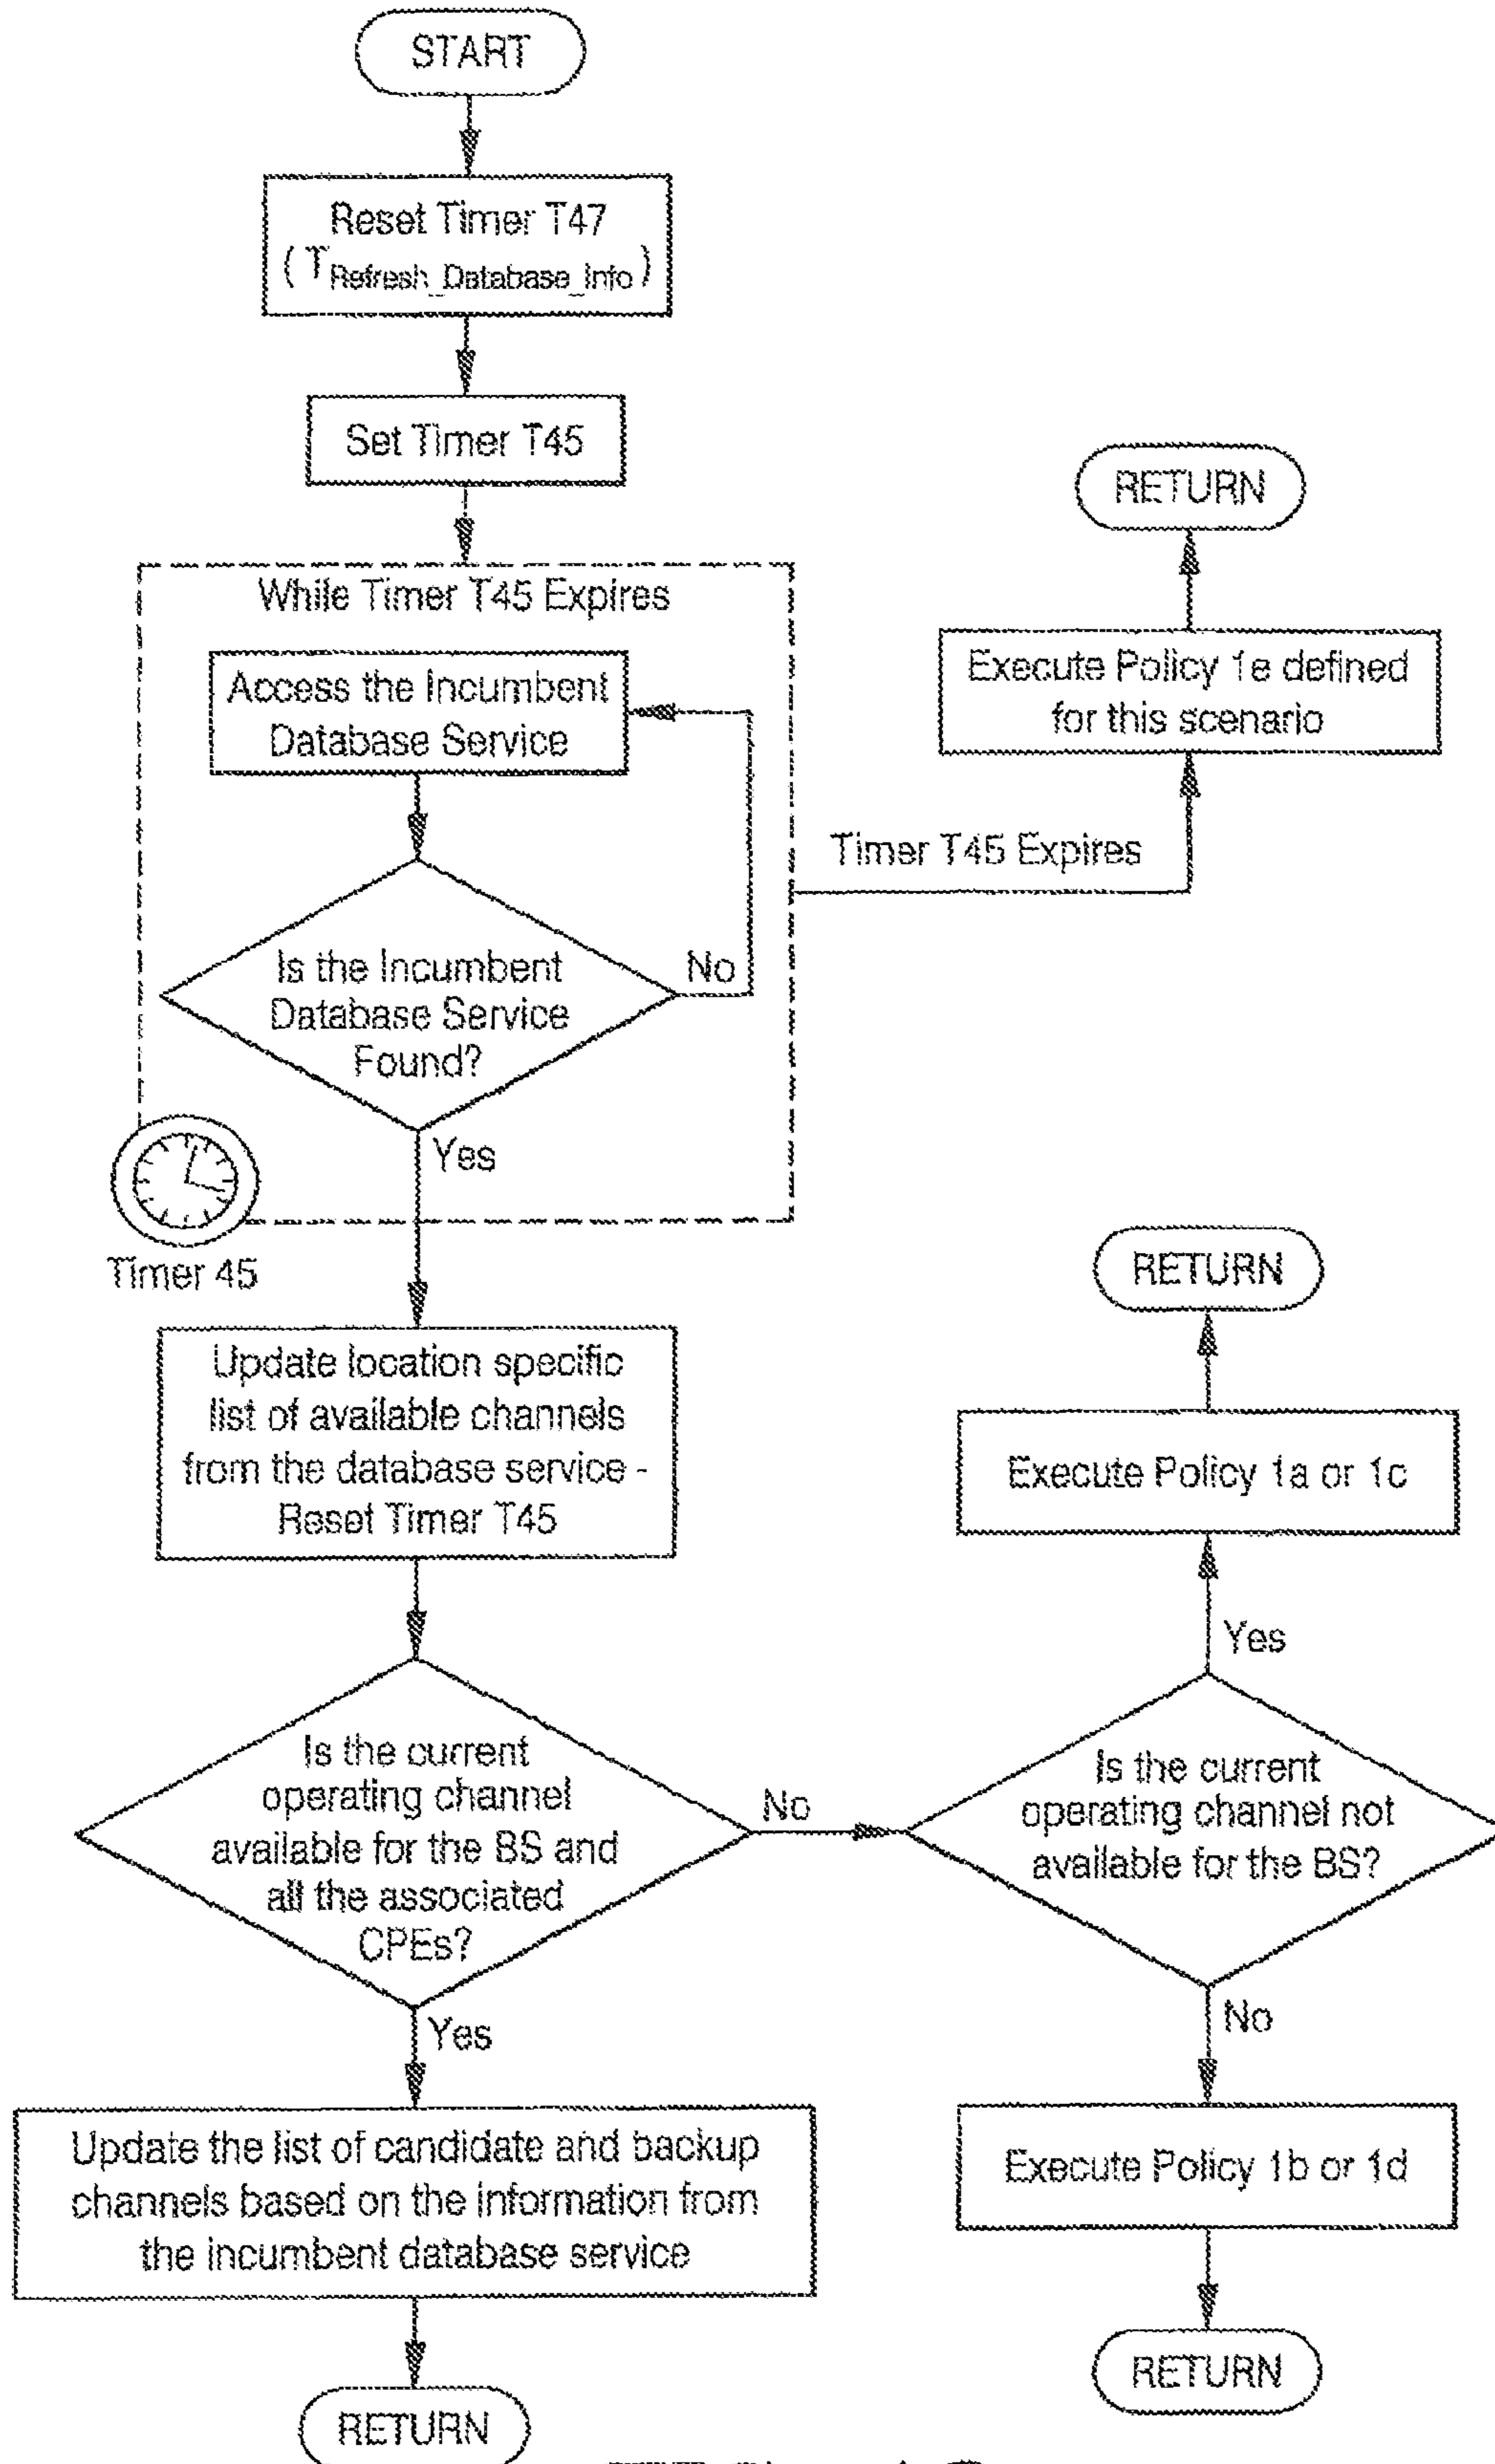 START
Reset Timer T47
( T Refresh_Database_Info )
Set Timer T45
While Timer T45 Expires
Access the Incumbent
Database Service
Is the Incumbent
Database Service
Found?
No
Yes
Timer 45
Timer T45 Expires
Execute Policy 1e defined
for this scenario
RETURN
Update location specific
list of available channels
from the database service -
Reset Timer T45
Is the current
operating channel
available for the BS and
all the associated
CPEs?
No
Yes
Is the current
operating channel not
available for the BS?
Yes
Execute Policy 1a or 1c
RETURN
No
Execute Policy 1b or 1d
RETURN
Update the list of candidate and backup
channels based on the information from
the incumbent database service
RETURN